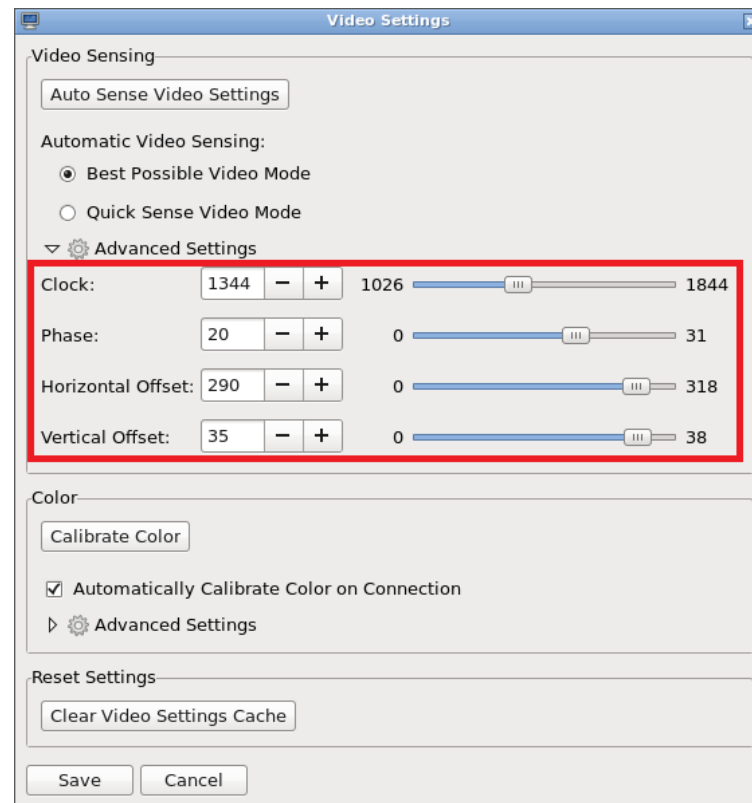 Video Settings
Video Sensing
Auto Sense Video Settings
Automatic Video Sensing:
Best Possible Video Mode
Quick Sense Video Mode
Advanced Settings
Clock: 1344 − + 1026 1844
Phase: 20 − + 0 31
Horizontal Offset: 290 − + 0 318
Vertical Offset: 35 − + 0 38
Color
Calibrate Color
Automatically Calibrate Color on Connection
Advanced Settings
Reset Settings
Clear Video Settings Cache
Save Cancel